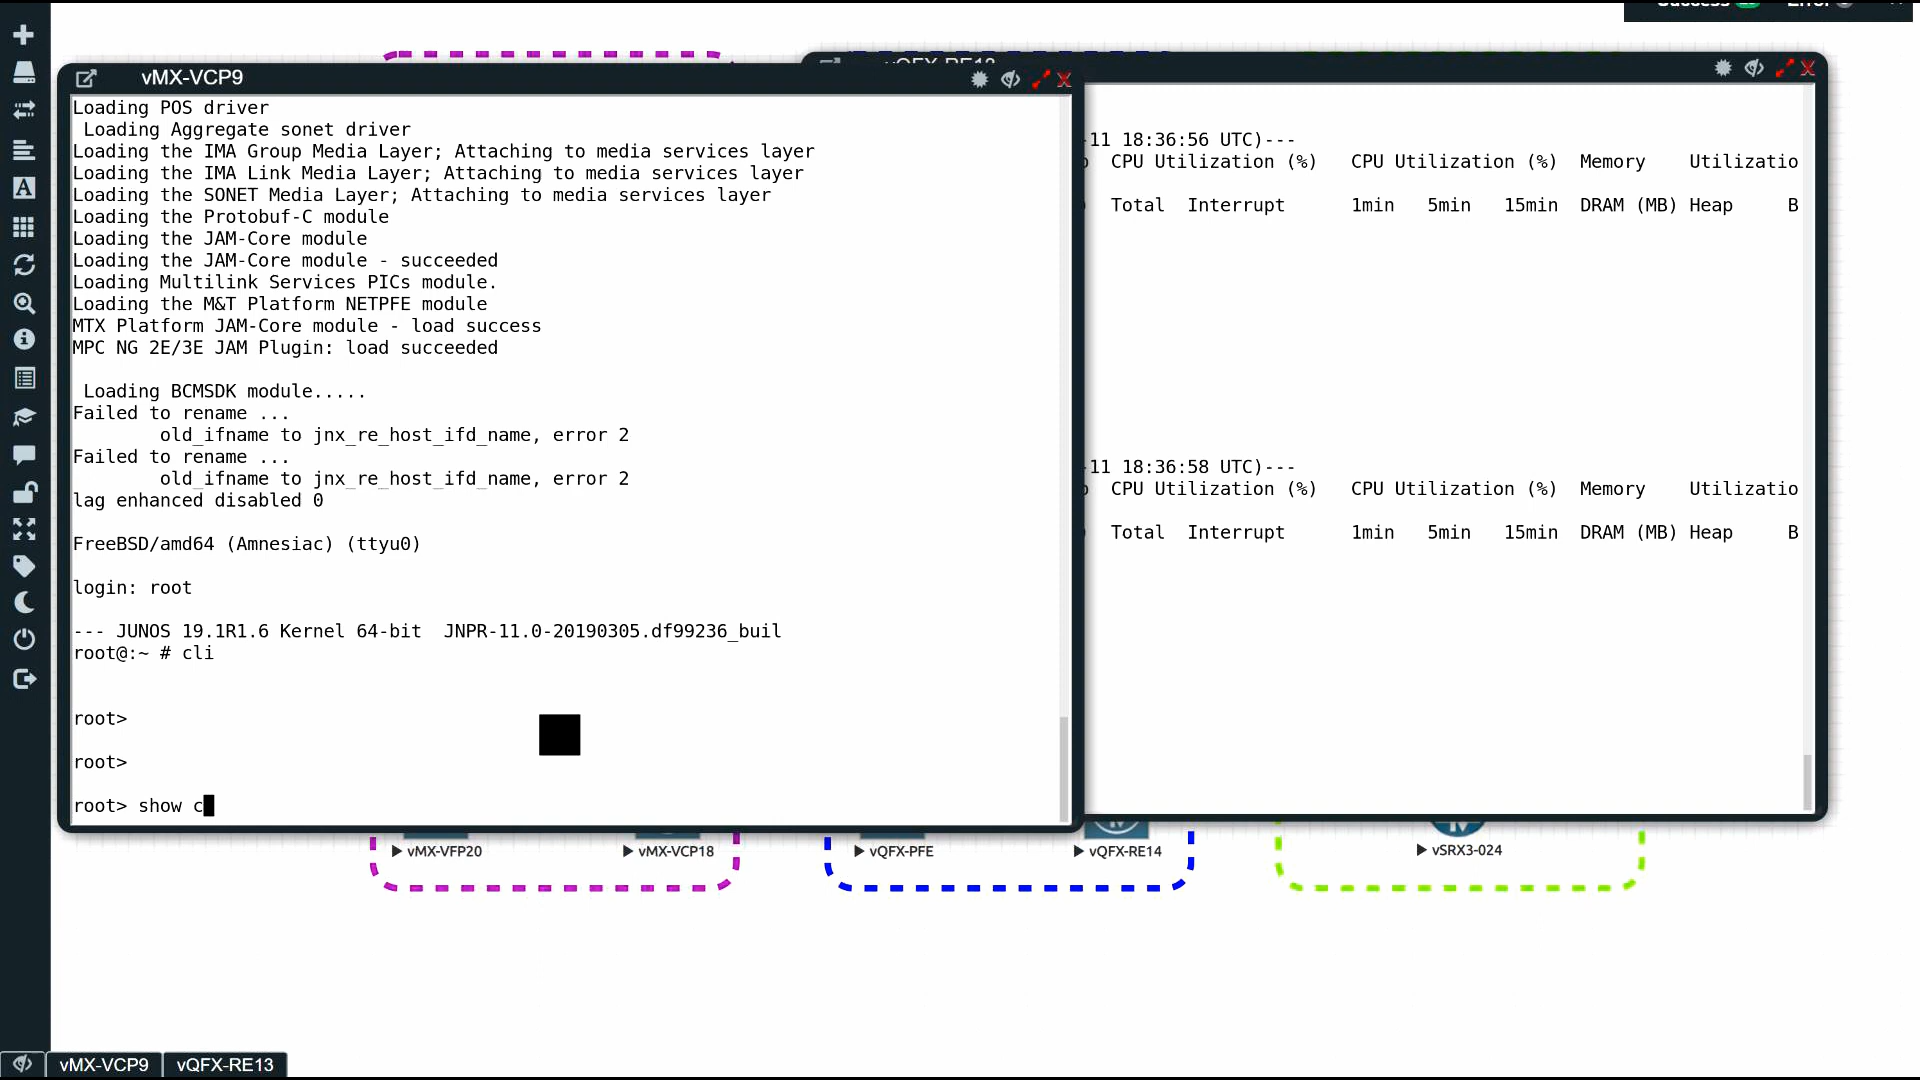 vMX-VCP9
Loading POS driver
Loading Aggregate sonet driver
Loading the IMA Group Media Layer; Attaching to media services layer
Loading the IMA Link Media Layer; Attaching to media services layer
Loading the SONET Media Layer; Attaching to media services layer
Loading the Protobuf-C module
Loading the JAM-Core module
Loading the JAM-Core module - succeeded
Loading Multilink Services PICs module.
Loading the M&T Platform NETPFE module
MTX Platform JAM-Core module - load success
MPC NG 2E/3E JAM Plugin: load succeeded
Loading BCMSDK module.....
Failed to rename ...
old_ifname to jnx_re_host_ifd_name, error 2
Failed to rename ...
old_ifname to jnx_re_host_ifd_name, error 2
lag enhanced disabled 0
FreeBSD/amd64 (Amnesiac) (ttyu0)
login: root
--- JUNOS 19.1R1.6 Kernel 64-bit  JNPR-11.0-20190305.df99236_buil
root@:~ # cli
root>
root>
root> show c
-11 18:36:56 UTC)---
CPU Utilization (%)   CPU Utilization (%)  Memory    Utilizatio
Total  Interrupt      1min   5min   15min  DRAM (MB) Heap     B
-11 18:36:58 UTC)---
CPU Utilization (%)   CPU Utilization (%)  Memory    Utilizatio
Total  Interrupt      1min   5min   15min  DRAM (MB) Heap     B
vMX-VFP20
vMX-VCP18
vQFX-PFE
vQFX-RE14
vSRX3-024
vMX-VCP9
vQFX-RE13